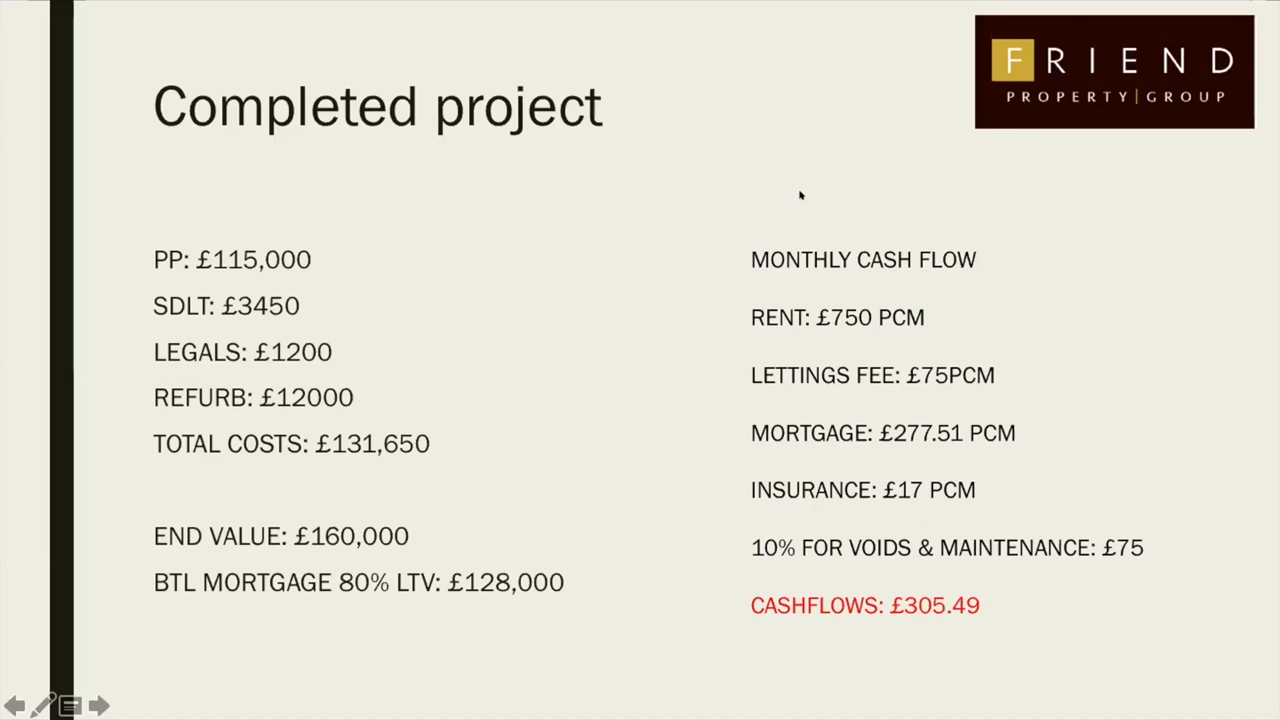 FRIEND
PROPERTY|GROUP
Completed project
PP: £115,000
SDLT: £3450
LEGALS: £1200
REFURB: £12000
TOTAL COSTS: £131,650
END VALUE: £160,000
BTL MORTGAGE 80% LTV: £128,000
MONTHLY CASH FLOW
RENT: £750 PCM
LETTINGS FEE: £75PCM
MORTGAGE: £277.51 PCM
INSURANCE: £17 PCM
10% FOR VOIDS & MAINTENANCE: £75
CASHFLOWS: £305.49